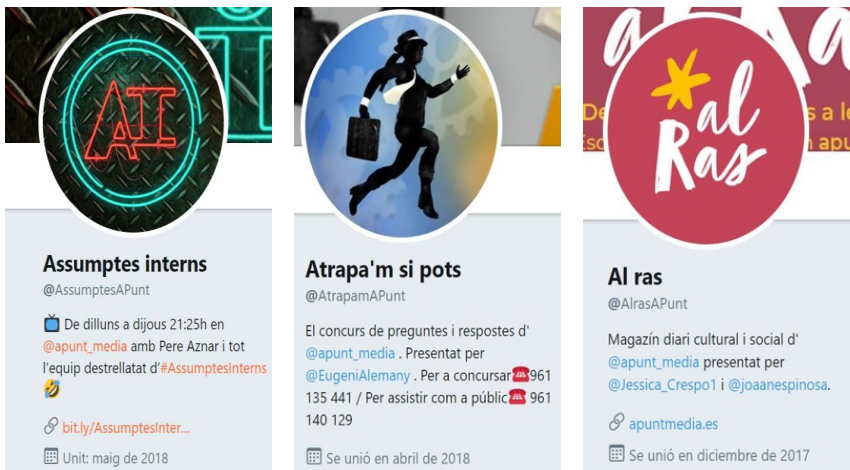 AI
Assumptes interns
@AssumptesAPunt
De dilluns a dijous 21:25h en
@apunt_media amb Pere Aznar i tot
l'equip destrellatat d'#AssumptesInterns
bit.ly/AssumptesInter...
Unit: maig de 2018
Atrapa'm si pots
@AtrapamAPunt
El concurs de preguntes i respostes d'
@apunt_media . Presentat per
@EugeniAlemany . Per a concursar☎961
135 441 / Per assistir com a públic☎ 961
140 129
Se unió en abril de 2018
al
Ras
Al ras
@AlrasAPunt
Magazín diari cultural i social d'
@apunt_media presentat per
@Jessica_Crespo1 i @joaanespinosa.
apuntmedia.es
Se unió en diciembre de 2017